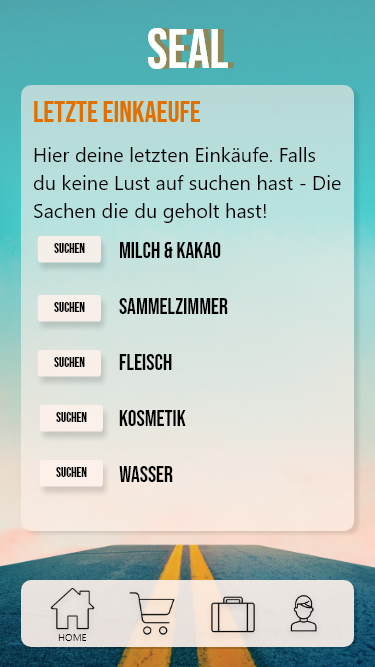 SEAL
LETZTE EINKAEUFE
Hier deine letzten Einkäufe. Falls
du keine Lust auf suchen hast - Die
Sachen die du geholt hast!
SUCHEN MILCH & KAKAO
SUCHEN SAMMELZIMMER
SUCHEN FLEISCH
SUCHEN KOSMETIK
SUCHEN WASSER
HOME